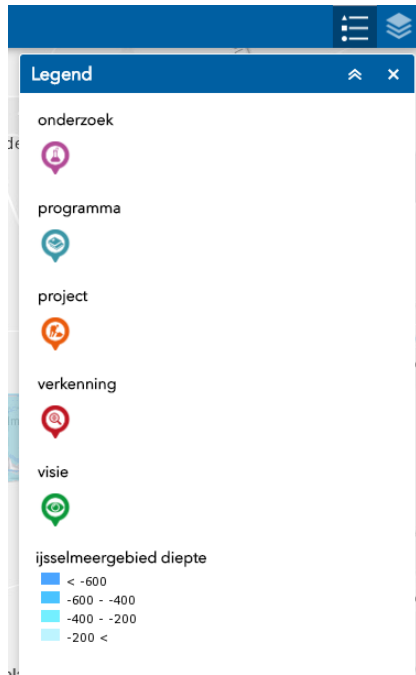 Legend
onderzoek
programma
project
verkenning
visie
ijsselmeergebied diepte
< -600
-600 - -400
-400 - -200
-200 <